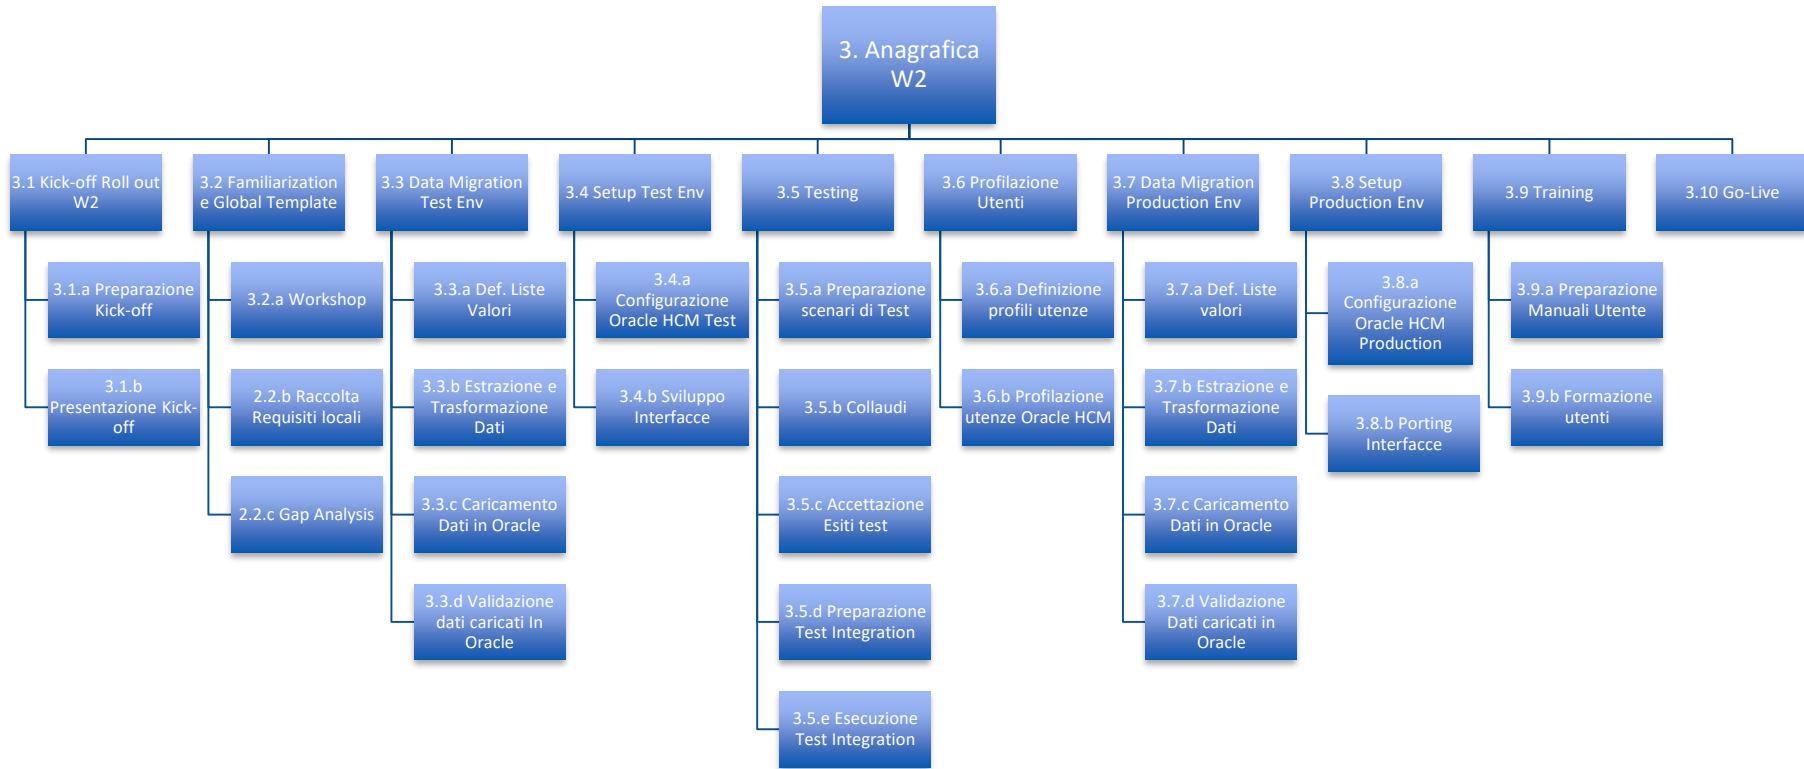 3. Anagrafica
W2
3.1 Kick-off Roll out
W2
3.2 Familiarization
e Global Template
3.3 Data Migration
Test Env
3.4 Setup Test Env
3.5 Testing
3.6 Profilazione
Utenti
3.7 Data Migration
Production Env
3.8 Setup
Production Env
3.9 Training
3.10 Go-Live
3.1.a Preparazione
Kick-off
3.1.b
Presentazione Kick-
off
3.2.a Workshop
2.2.b Raccolta
Requisiti locali
2.2.c Gap Analysis
3.3.a Def. Liste
Valori
3.3.b Estrazione e
Trasformazione
Dati
3.3.c Caricamento
Dati in Oracle
3.3.d Validazione
dati caricati In
Oracle
3.4.a
Configurazione
Oracle HCM Test
3.4.b Sviluppo
Interfacce
3.5.a Preparazione
scenari di Test
3.5.b Collaudi
3.5.c Accettazione
Esiti test
3.5.d Preparazione
Test Integration
3.5.e Esecuzione
Test Integration
3.6.a Definizione
profili utenze
3.6.b Profilazione
utenze Oracle HCM
3.7.a Def. Liste
valori
3.7.b Estrazione e
Trasformazione
Dati
3.7.c Caricamento
Dati in Oracle
3.7.d Validazione
Dati caricati in
Oracle
3.8.a
Configurazione
Oracle HCM
Production
3.8.b Porting
Interfacce
3.9.a Preparazione
Manuali Utente
3.9.b Formazione
utenti